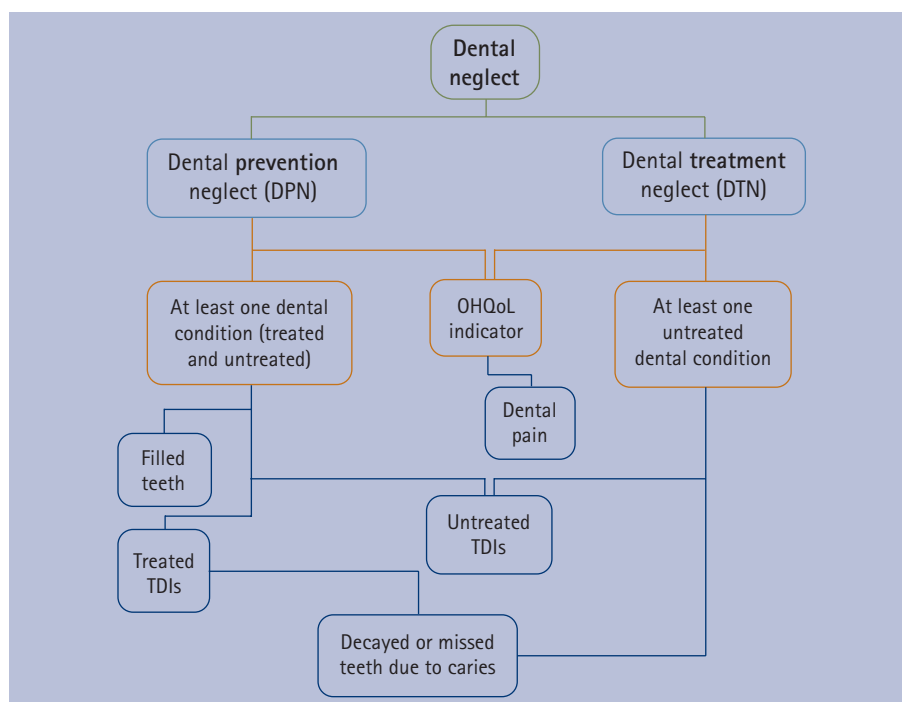 Dental
neglect
Dental prevention
neglect (DPN)
Dental treatment
neglect (DTN)
At least one dental
condition (treated
and untreated)
OHQoL
indicator
At least one
untreated
dental condition
Dental
pain
Filled
teeth
Untreated
TDIs
Treated
TDIs
Decayed or missed
teeth due to caries